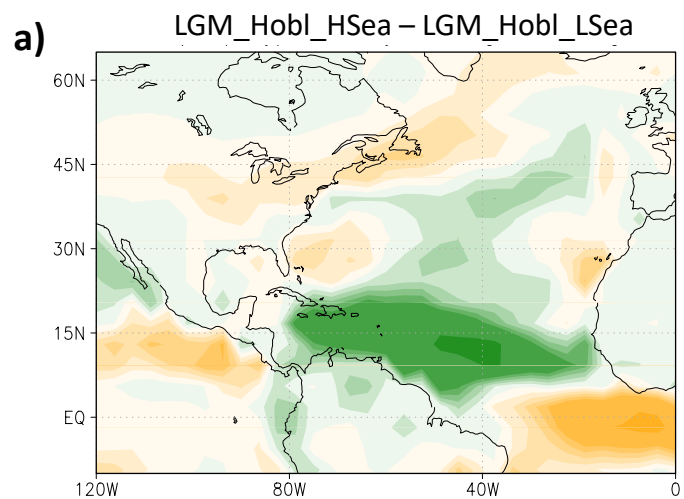 LGM_Hobl_HSea – LGM_Hobl_LSea
a)
60N
45N
30N
15N
EQ
120W 80W 40W 0